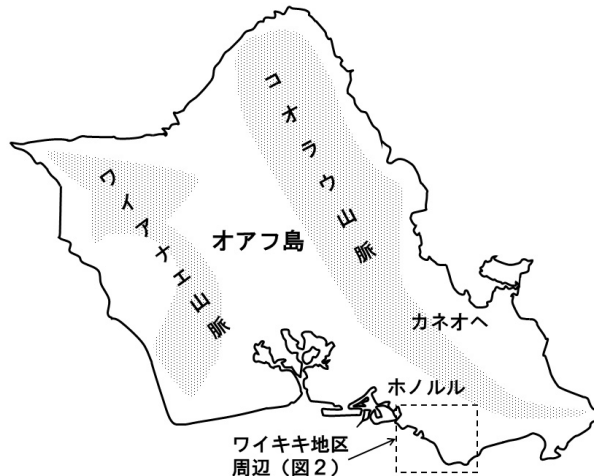 コオラウ山脈
ワイアナエ山脈
オアフ島
カネオヘ
ホノルル
ワイキキ地区
周辺（図２）